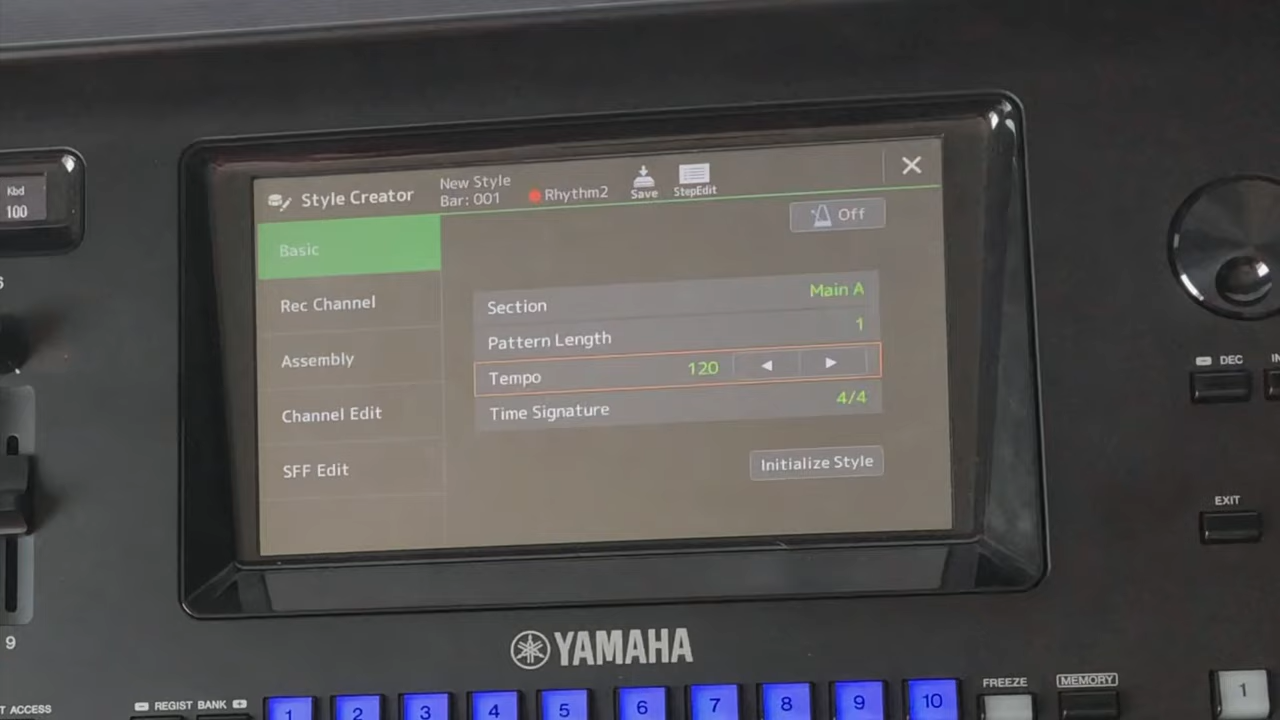 Kbd
100
Style Creator
New Style
Bar: 001
Rhythm2
Save
StepEdit
Off
Basic
Rec Channel
Assembly
Channel Edit
SFF Edit
Section Main A
Pattern Length 1
Tempo 120
Time Signature 4/4
Initialize Style
DEC
IN
EXIT
9
YAMAHA
ACCESS
REGIST BANK
1 2 3 4 5 6 7 8 9 10
FREEZE
MEMORY
1